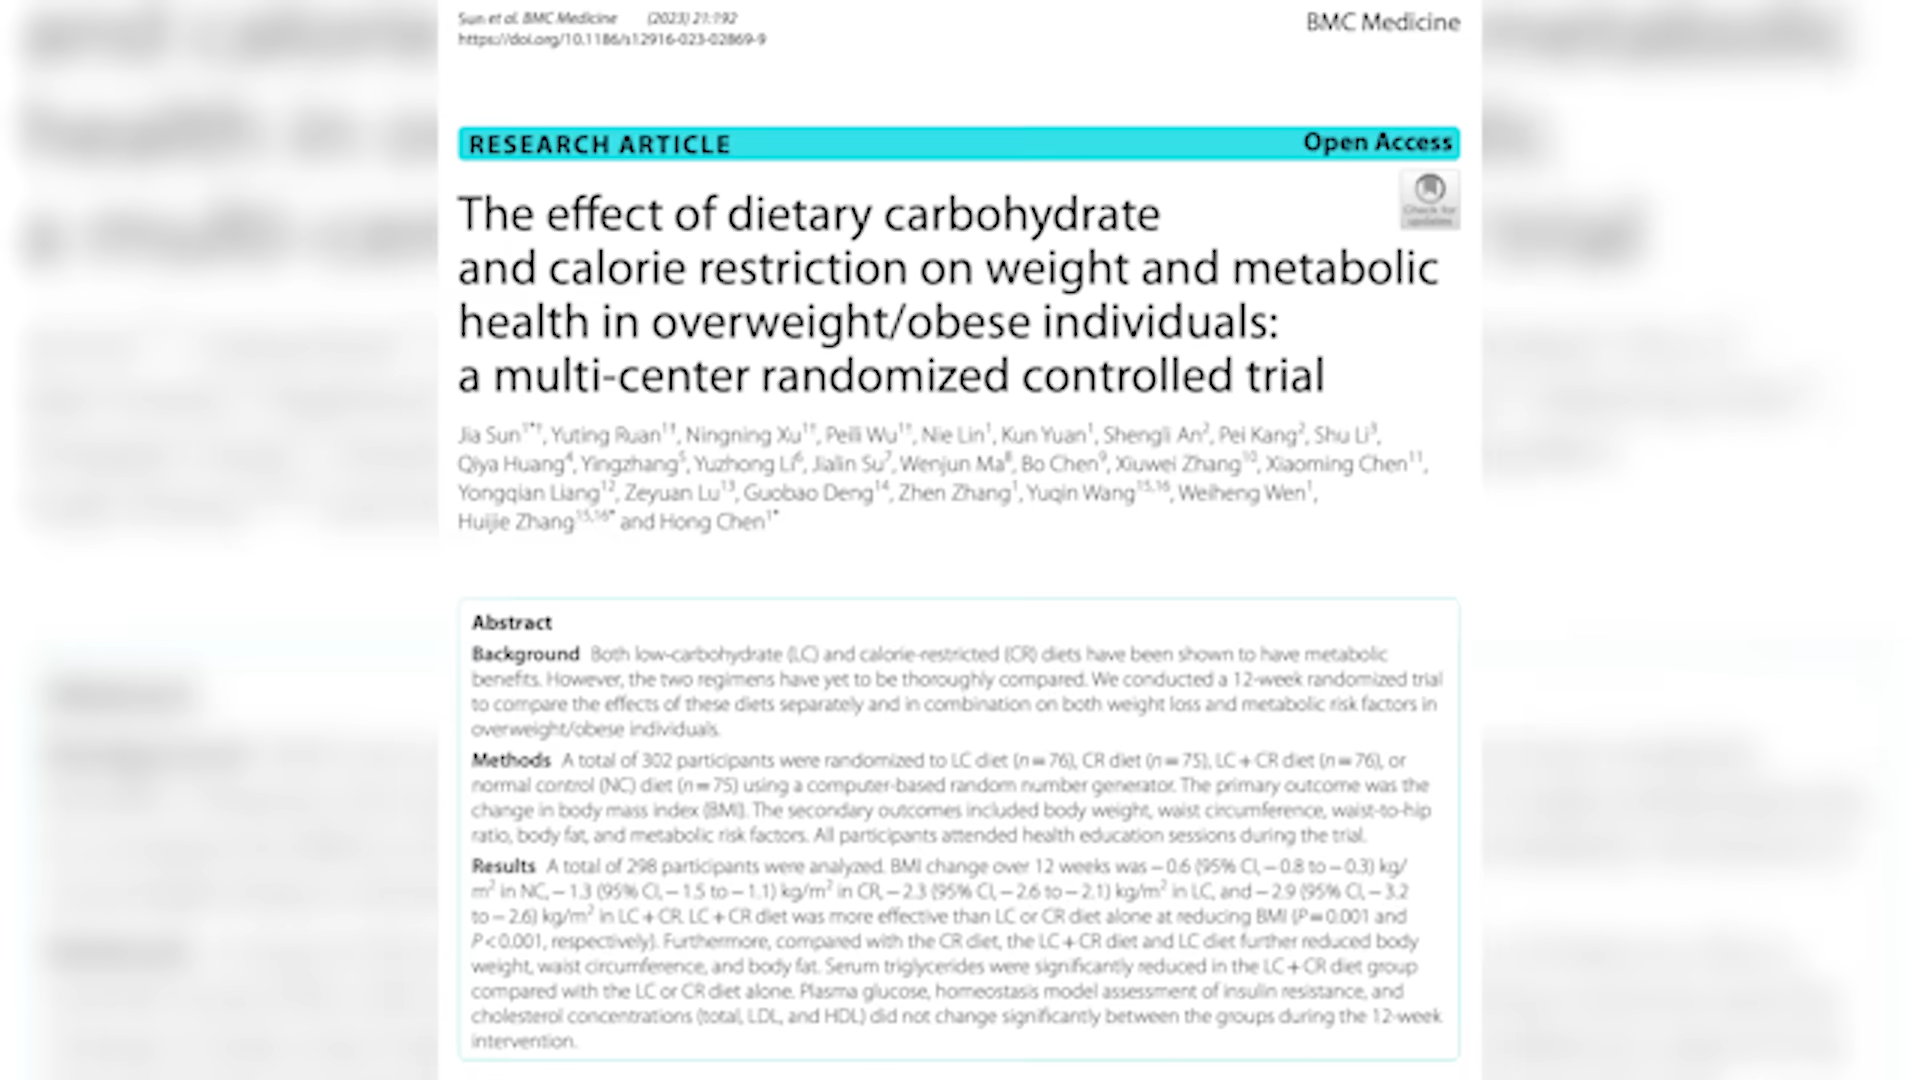 Sun et al. BMC Medicine (2023) 21:192
https://doi.org/10.1186/s12916-023-02869-9
BMC Medicine
RESEARCH ARTICLE
Open Access
Check for
updates
The effect of dietary carbohydrate
and calorie restriction on weight and metabolic
health in overweight/obese individuals:
a multi-center randomized controlled trial
Jia Sun1*†, Yuting Ruan1†, Ningning Xu1†, Peili Wu1†, Nie Lin1, Kun Yuan1, Shengli An2, Pei Kang2, Shu Li3,
Qiya Huang4, Yingzhang5, Yuzhong Li6, Jialin Su7, Wenjun Ma8, Bo Chen9, Xiuwei Zhang10, Xiaoming Chen11,
Yongqian Liang12, Zeyuan Lu13, Guobao Deng14, Zhen Zhang1, Yuqin Wang15,16, Weiheng Wen1,
Huijie Zhang15,16* and Hong Chen1*
Abstract
Background Both low-carbohydrate (LC) and calorie-restricted (CR) diets have been shown to have metabolic
benefits. However, the two regimens have yet to be thoroughly compared. We conducted a 12-week randomized trial
to compare the effects of these diets separately and in combination on both weight loss and metabolic risk factors in
overweight/obese individuals.
Methods A total of 302 participants were randomized to LC diet (n = 76), CR diet (n = 75), LC + CR diet (n = 76), or
normal control (NC) diet (n = 75) using a computer-based random number generator. The primary outcome was the
change in body mass index (BMI). The secondary outcomes included body weight, waist circumference, waist-to-hip
ratio, body fat, and metabolic risk factors. All participants attended health education sessions during the trial.
Results A total of 298 participants were analyzed. BMI change over 12 weeks was − 0.6 (95% CI, − 0.8 to − 0.3) kg/
m2 in NC, − 1.3 (95% CI, − 1.5 to − 1.1) kg/m2 in CR, − 2.3 (95% CI, − 2.6 to − 2.1) kg/m2 in LC, and − 2.9 (95% CI, − 3.2
to − 2.6) kg/m2 in LC + CR. LC + CR diet was more effective than LC or CR diet alone at reducing BMI (P = 0.001 and
P < 0.001, respectively). Furthermore, compared with the CR diet, the LC + CR diet and LC diet further reduced body
weight, waist circumference, and body fat. Serum triglycerides were significantly reduced in the LC + CR diet group
compared with the LC or CR diet alone. Plasma glucose, homeostasis model assessment of insulin resistance, and
cholesterol concentrations (total, LDL, and HDL) did not change significantly between the groups during the 12-week
intervention.